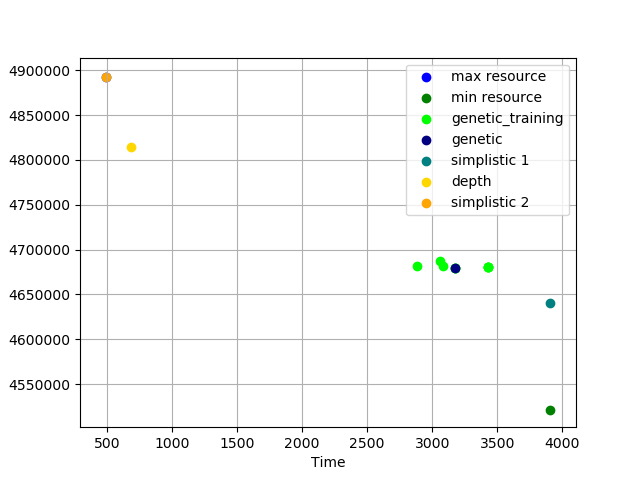 4900000
4850000
4800000
4750000
4700000
4650000
4600000
4550000
max resource
min resource
genetic_training
genetic
simplistic 1
depth
simplistic 2
500 1000 1500 2000 2500 3000 3500 4000
Time